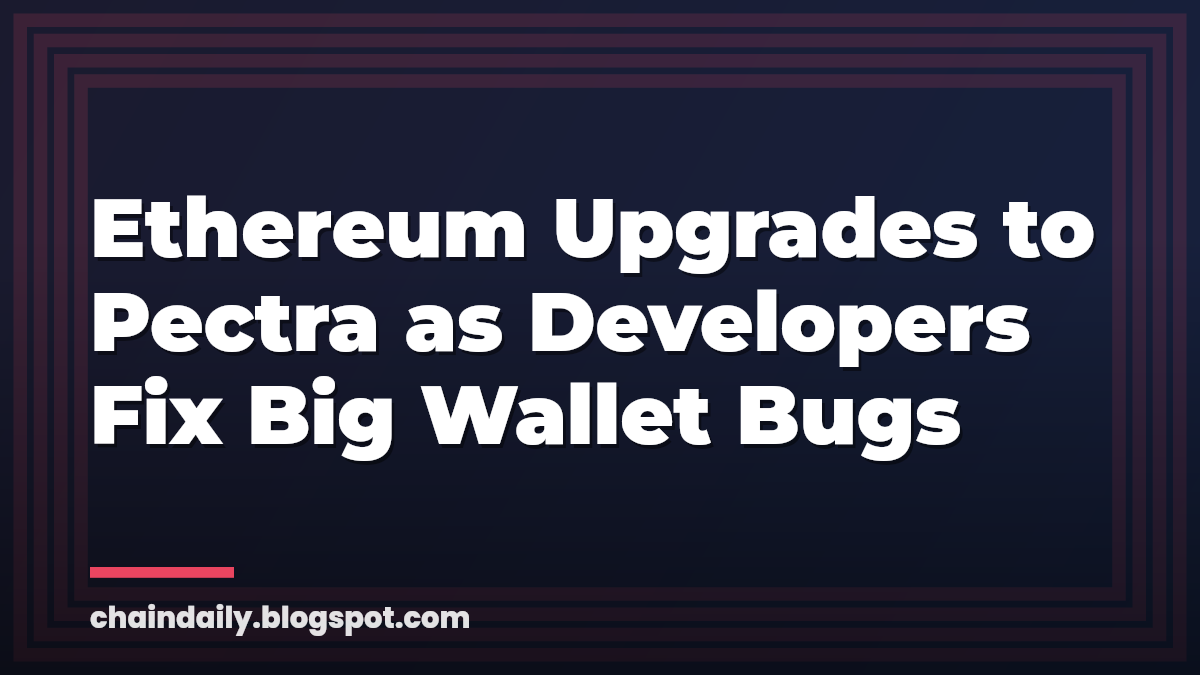 Ethereum Upgrades to
Pectra as Developers
Fix Big Wallet Bugs
chaindaily.blogspot.com